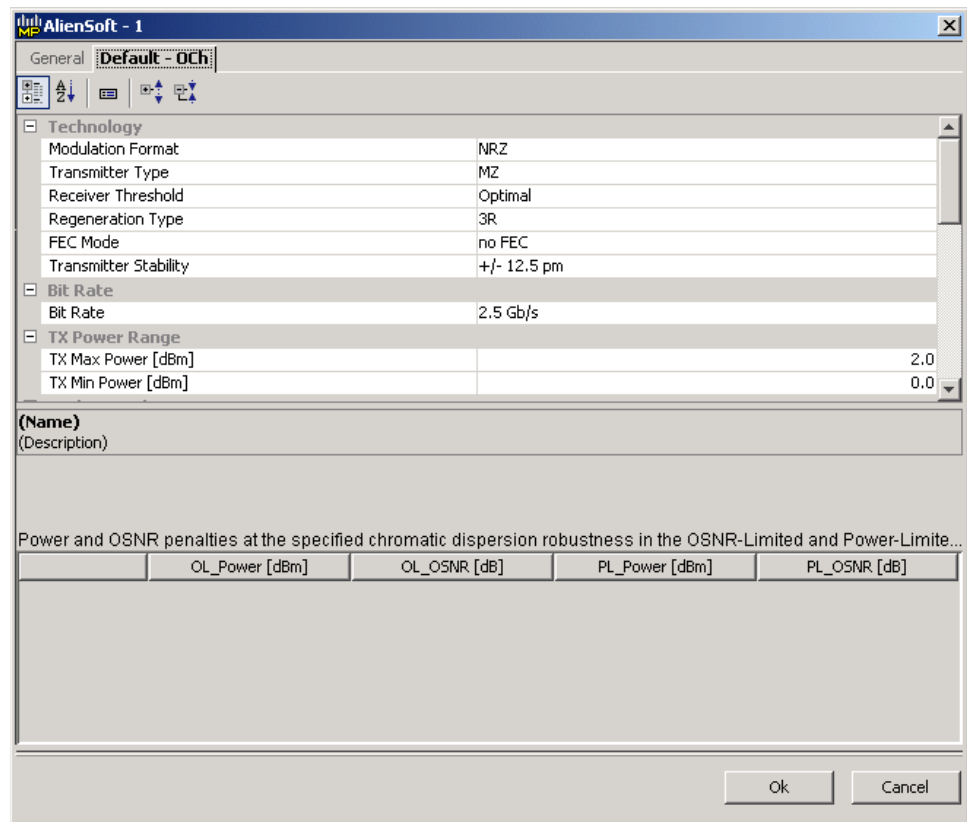 MP AlienSoft - 1
General Default - OCh
Technology
Modulation Format NRZ
Transmitter Type MZ
Receiver Threshold Optimal
Regeneration Type 3R
FEC Mode no FEC
Transmitter Stability +/- 12.5 pm
Bit Rate
Bit Rate 2.5 Gb/s
TX Power Range
TX Max Power [dBm] 2.0
TX Min Power [dBm] 0.0
(Name)
(Description)
Power and OSNR penalties at the specified chromatic dispersion robustness in the OSNR-Limited and Power-Limite...
OL_Power [dBm] OL_OSNR [dB] PL_Power [dBm] PL_OSNR [dB]
Ok Cancel